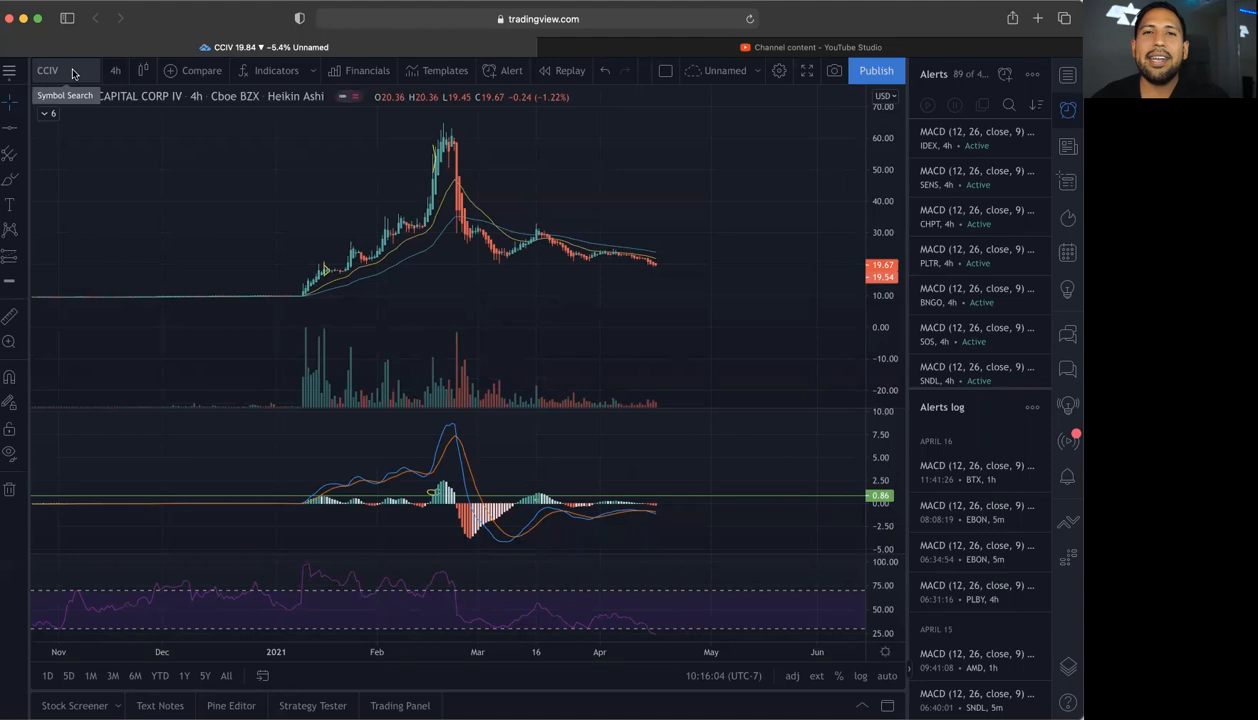 tradingview.com
CCIV 19.84 ▼ −5.4% Unnamed
Channel content - YouTube Studio
CCIV
4h
Compare
Indicators
Financials
Templates
Alert
Replay
Unnamed
Publish
Symbol Search
CAPITAL CORP IV • 4h • Cboe BZX • Heikin Ashi
O20.36 H20.36 L19.45 C19.67 −0.24 (−1.22%)
6
USD
70.00
60.00
50.00
40.00
30.00
19.67
19.54
10.00
0.00
−10.00
−20.00
10.00
7.50
5.00
2.50
0.86
0.00
−2.50
−5.00
100.00
75.00
50.00
25.00
Nov
Dec
2021
Feb
Mar
16
Apr
May
Jun
1D 5D 1M 3M 6M YTD 1Y 5Y All
10:16:04 (UTC-7)
adj ext % log auto
Stock Screener
Text Notes
Pine Editor
Strategy Tester
Trading Panel
Alerts 89 of 4...
MACD (12, 26, close, 9) ...
IDEX, 4h • Active
MACD (12, 26, close, 9) ...
SENS, 4h • Active
MACD (12, 26, close, 9) ...
CHPT, 4h • Active
MACD (12, 26, close, 9) ...
PLTR, 4h • Active
MACD (12, 26, close, 9) ...
BNGO, 4h • Active
MACD (12, 26, close, 9) ...
SOS, 4h • Active
MACD (12, 26, close, 9) ...
SNDL, 4h • Active
Alerts log
APRIL 16
MACD (12, 26, close, 9) ...
11:41:26 • BTX, 1h
MACD (12, 26, close, 9) ...
08:08:19 • EBON, 5m
MACD (12, 26, close, 9) ...
06:34:54 • EBON, 5m
MACD (12, 26, close, 9) ...
06:31:16 • PLBY, 4h
APRIL 15
MACD (12, 26, close, 9) ...
09:41:08 • AMD, 1h
MACD (12, 26, close, 9) ...
06:40:01 • SNDL, 5m